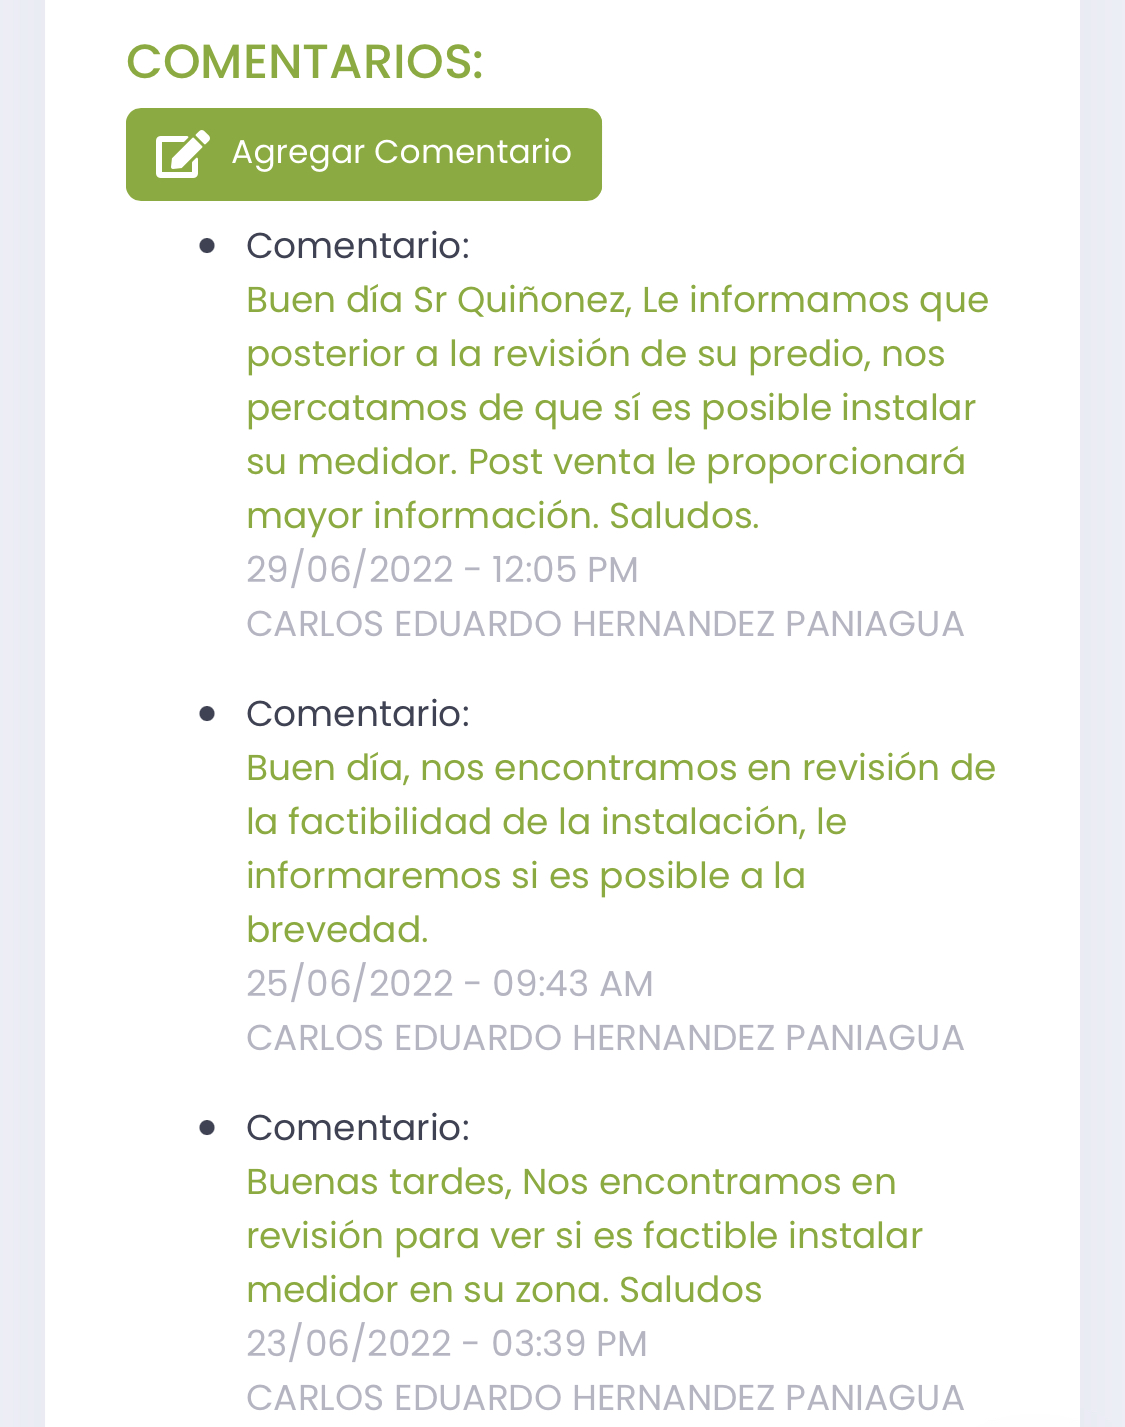 COMENTARIOS:
Agregar Comentario
Comentario:
Buen día Sr Quiñonez, Le informamos que
posterior a la revisión de su predio, nos
percatamos de que sí es posible instalar
su medidor. Post venta le proporcionará
mayor información. Saludos.
29/06/2022 - 12:05 PM
CARLOS EDUARDO HERNANDEZ PANIAGUA
Comentario:
Buen día, nos encontramos en revisión de
la factibilidad de la instalación, le
informaremos si es posible a la
brevedad.
25/06/2022 - 09:43 AM
CARLOS EDUARDO HERNANDEZ PANIAGUA
Comentario:
Buenas tardes, Nos encontramos en
revisión para ver si es factible instalar
medidor en su zona. Saludos
23/06/2022 - 03:39 PM
CARLOS EDUARDO HERNANDEZ PANIAGUA